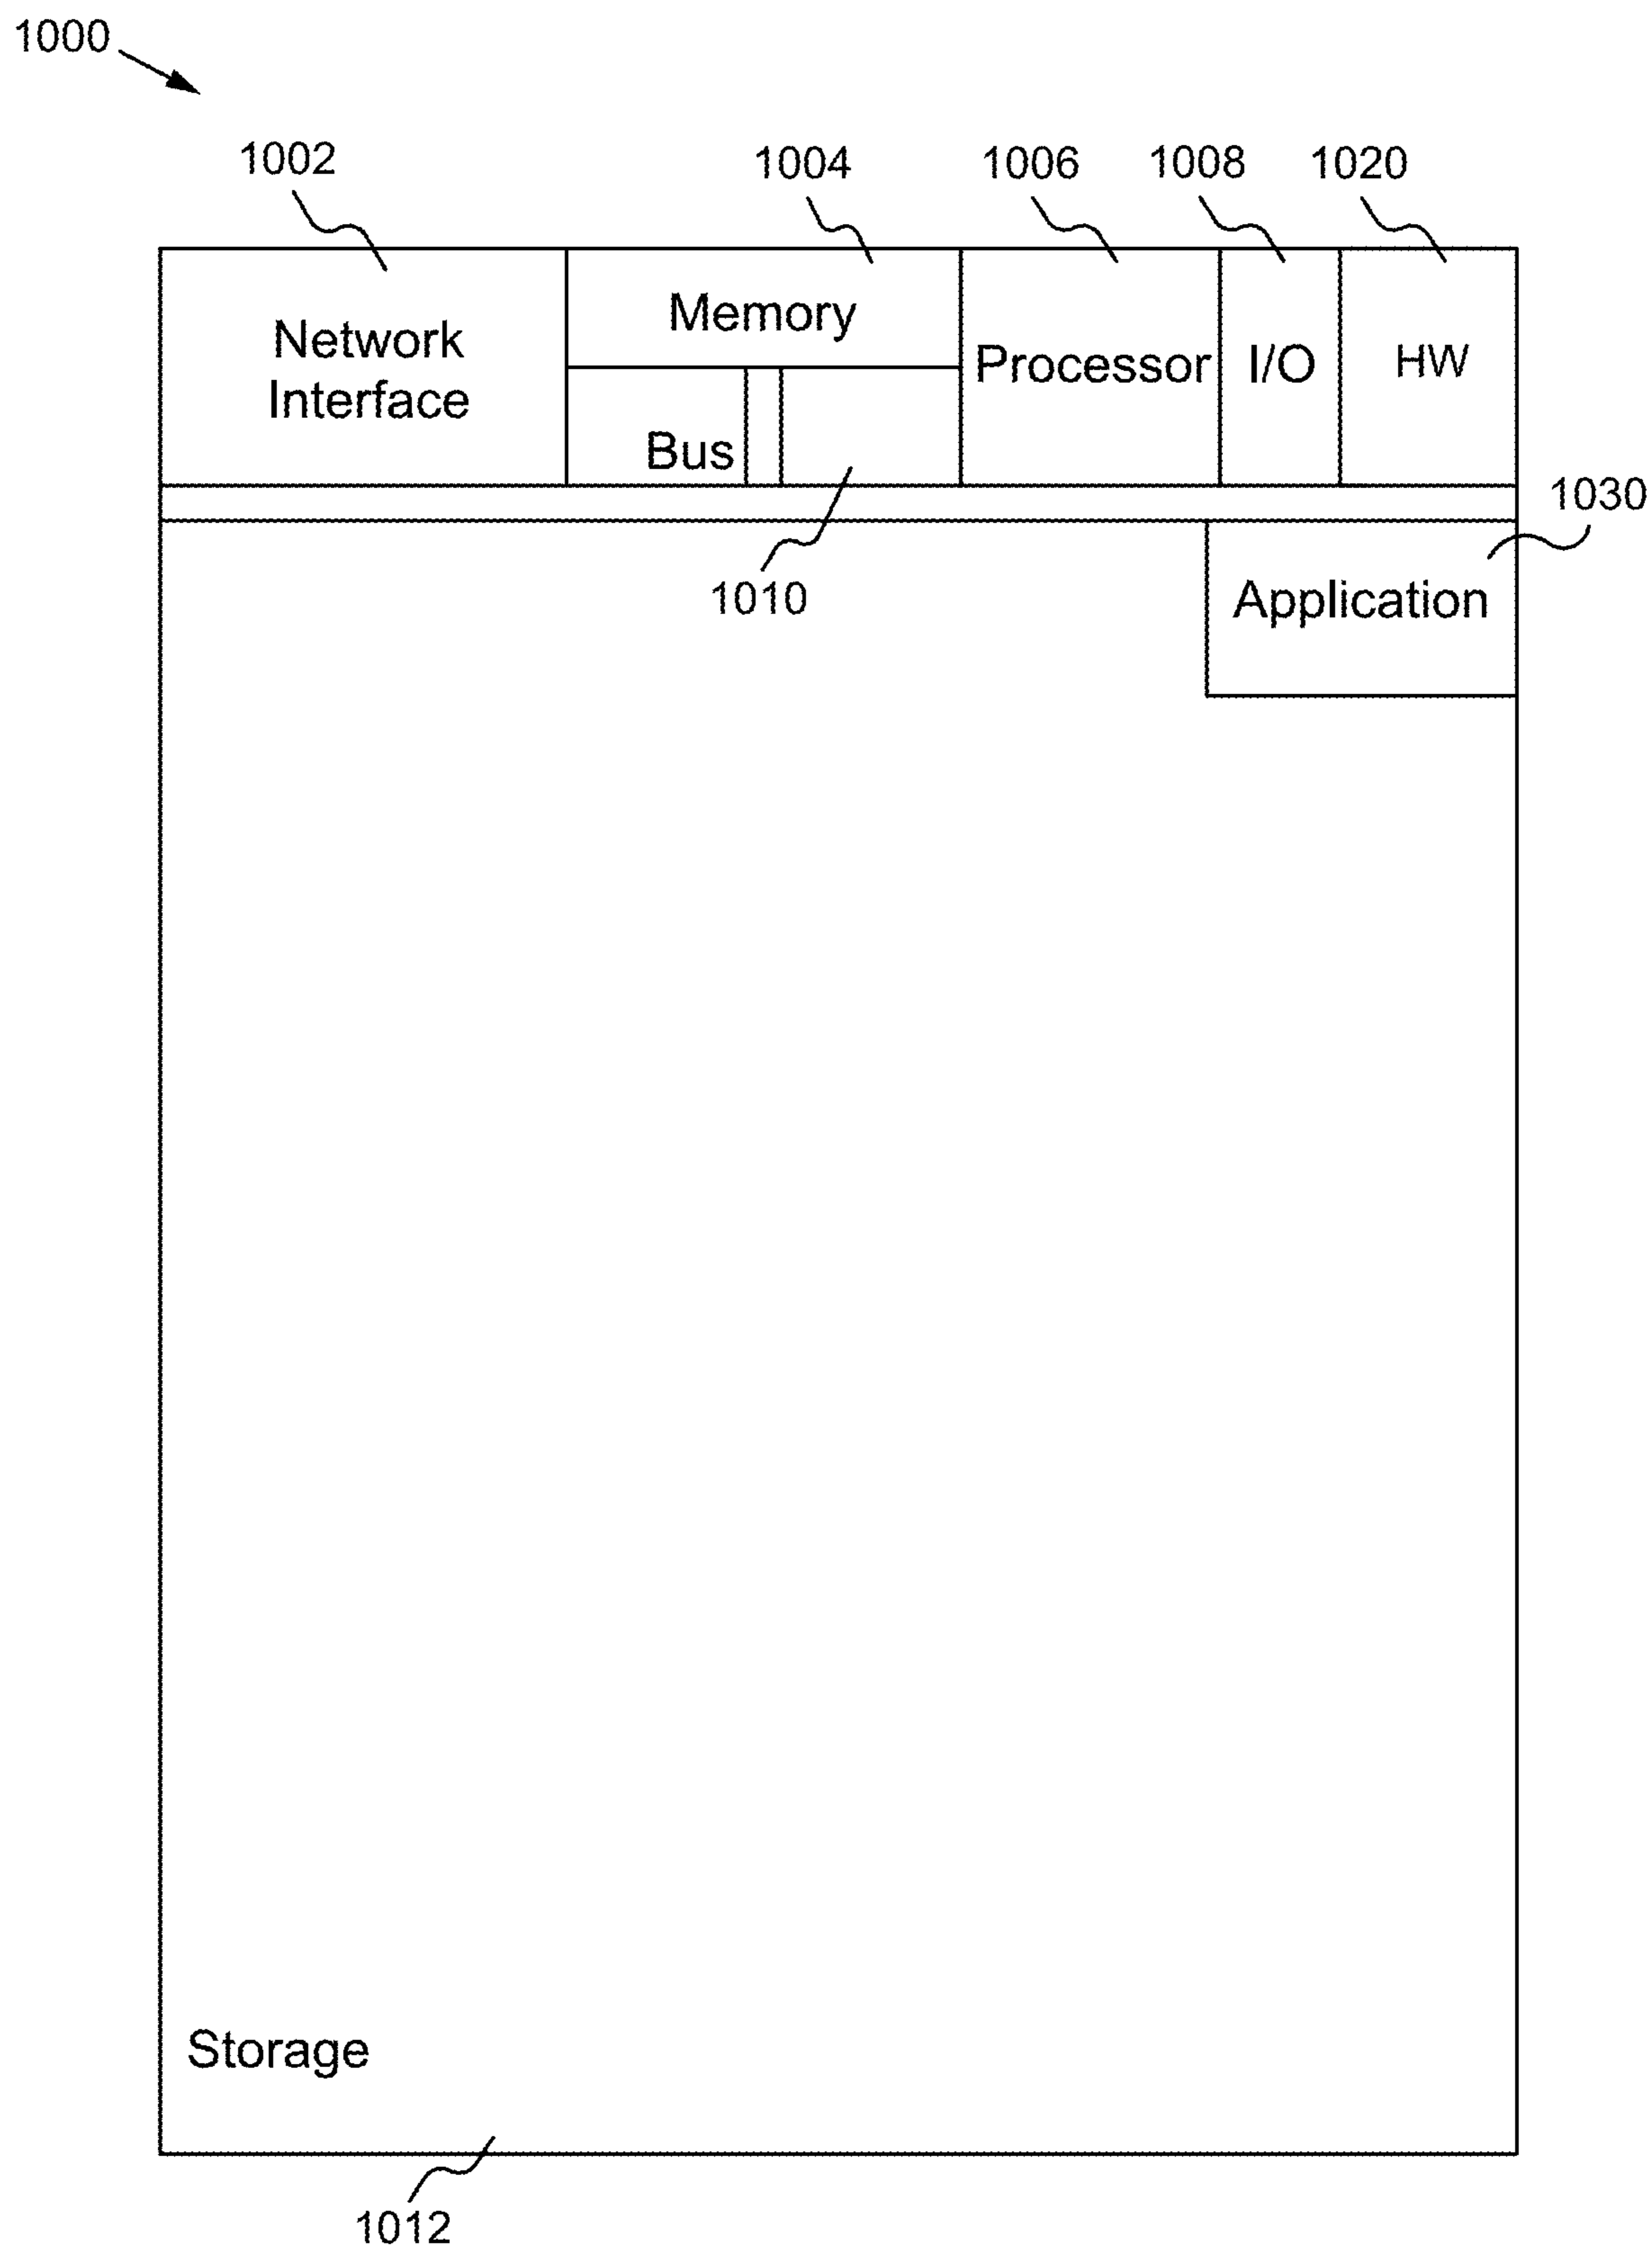 1000
1002
1004
1006
1008
1020
Memory
Network
Interface
Processor
I/O
HW
Bus
1030
1010
Application
Storage
1012